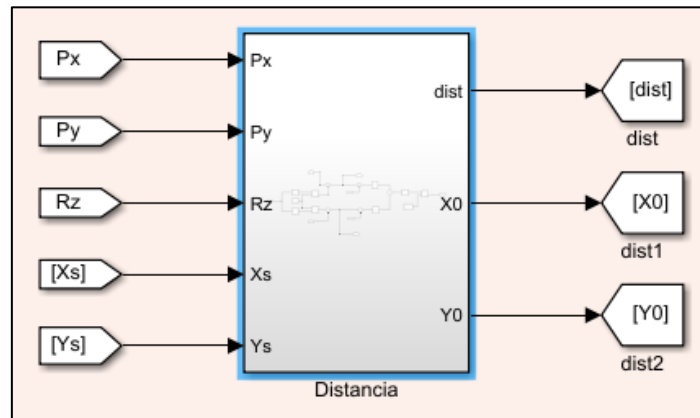 Px
Py
Rz
[Xs]
[Ys]
Px
Py
Rz
Xs
Ys
dist
X0
Y0
Distancia
[dist]
dist
[X0]
dist1
[Y0]
dist2